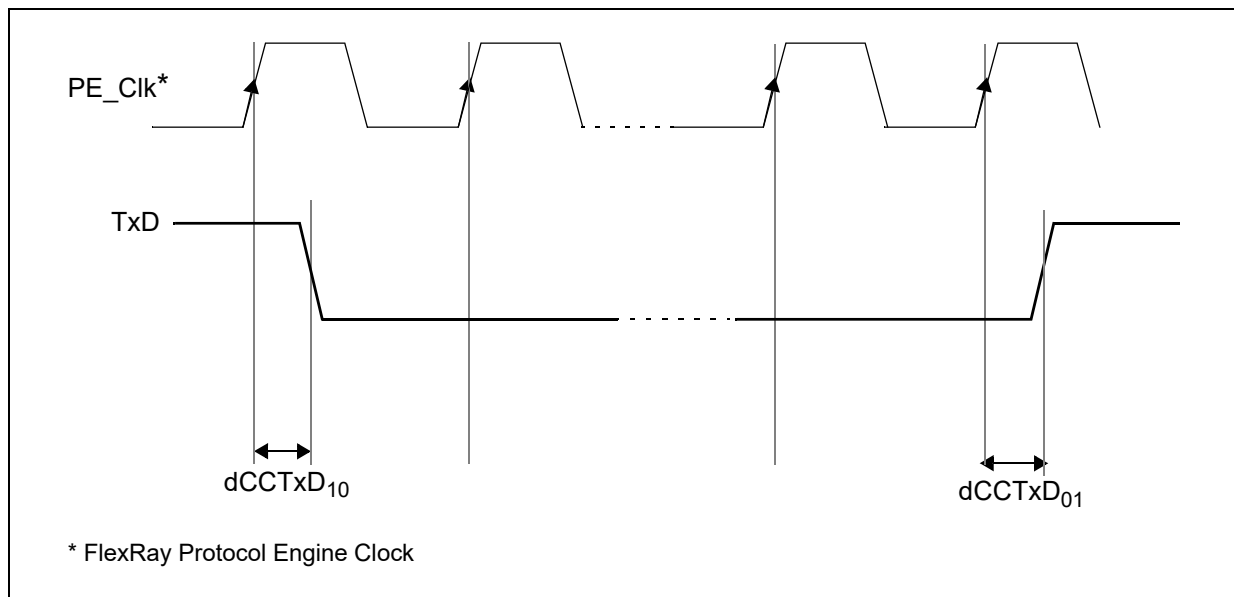 PE_Clk*
TxD
dCCTxD10
dCCTxD01
* FlexRay Protocol Engine Clock